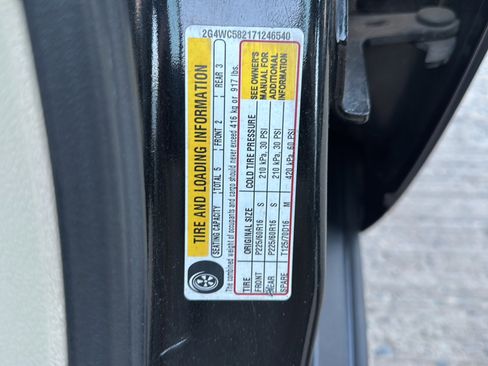 2G4WC582171246540
TIRE AND LOADING INFORMATION
SEATING CAPACITY TOTAL 5 FRONT 2 REAR 3
The combined weight of occupants and cargo should never exceed 416 kg or 917 lbs.
TIRE ORIGINAL SIZE COLD TIRE PRESSURE
FRONT P225/60R16 S 210 kPa, 30 PSI
REAR P225/60R16 S 210 kPa, 30 PSI
SPARE T125/70D16 M 420 kPa, 60 PSI
SEE OWNER'S
MANUAL FOR
ADDITIONAL
INFORMATION